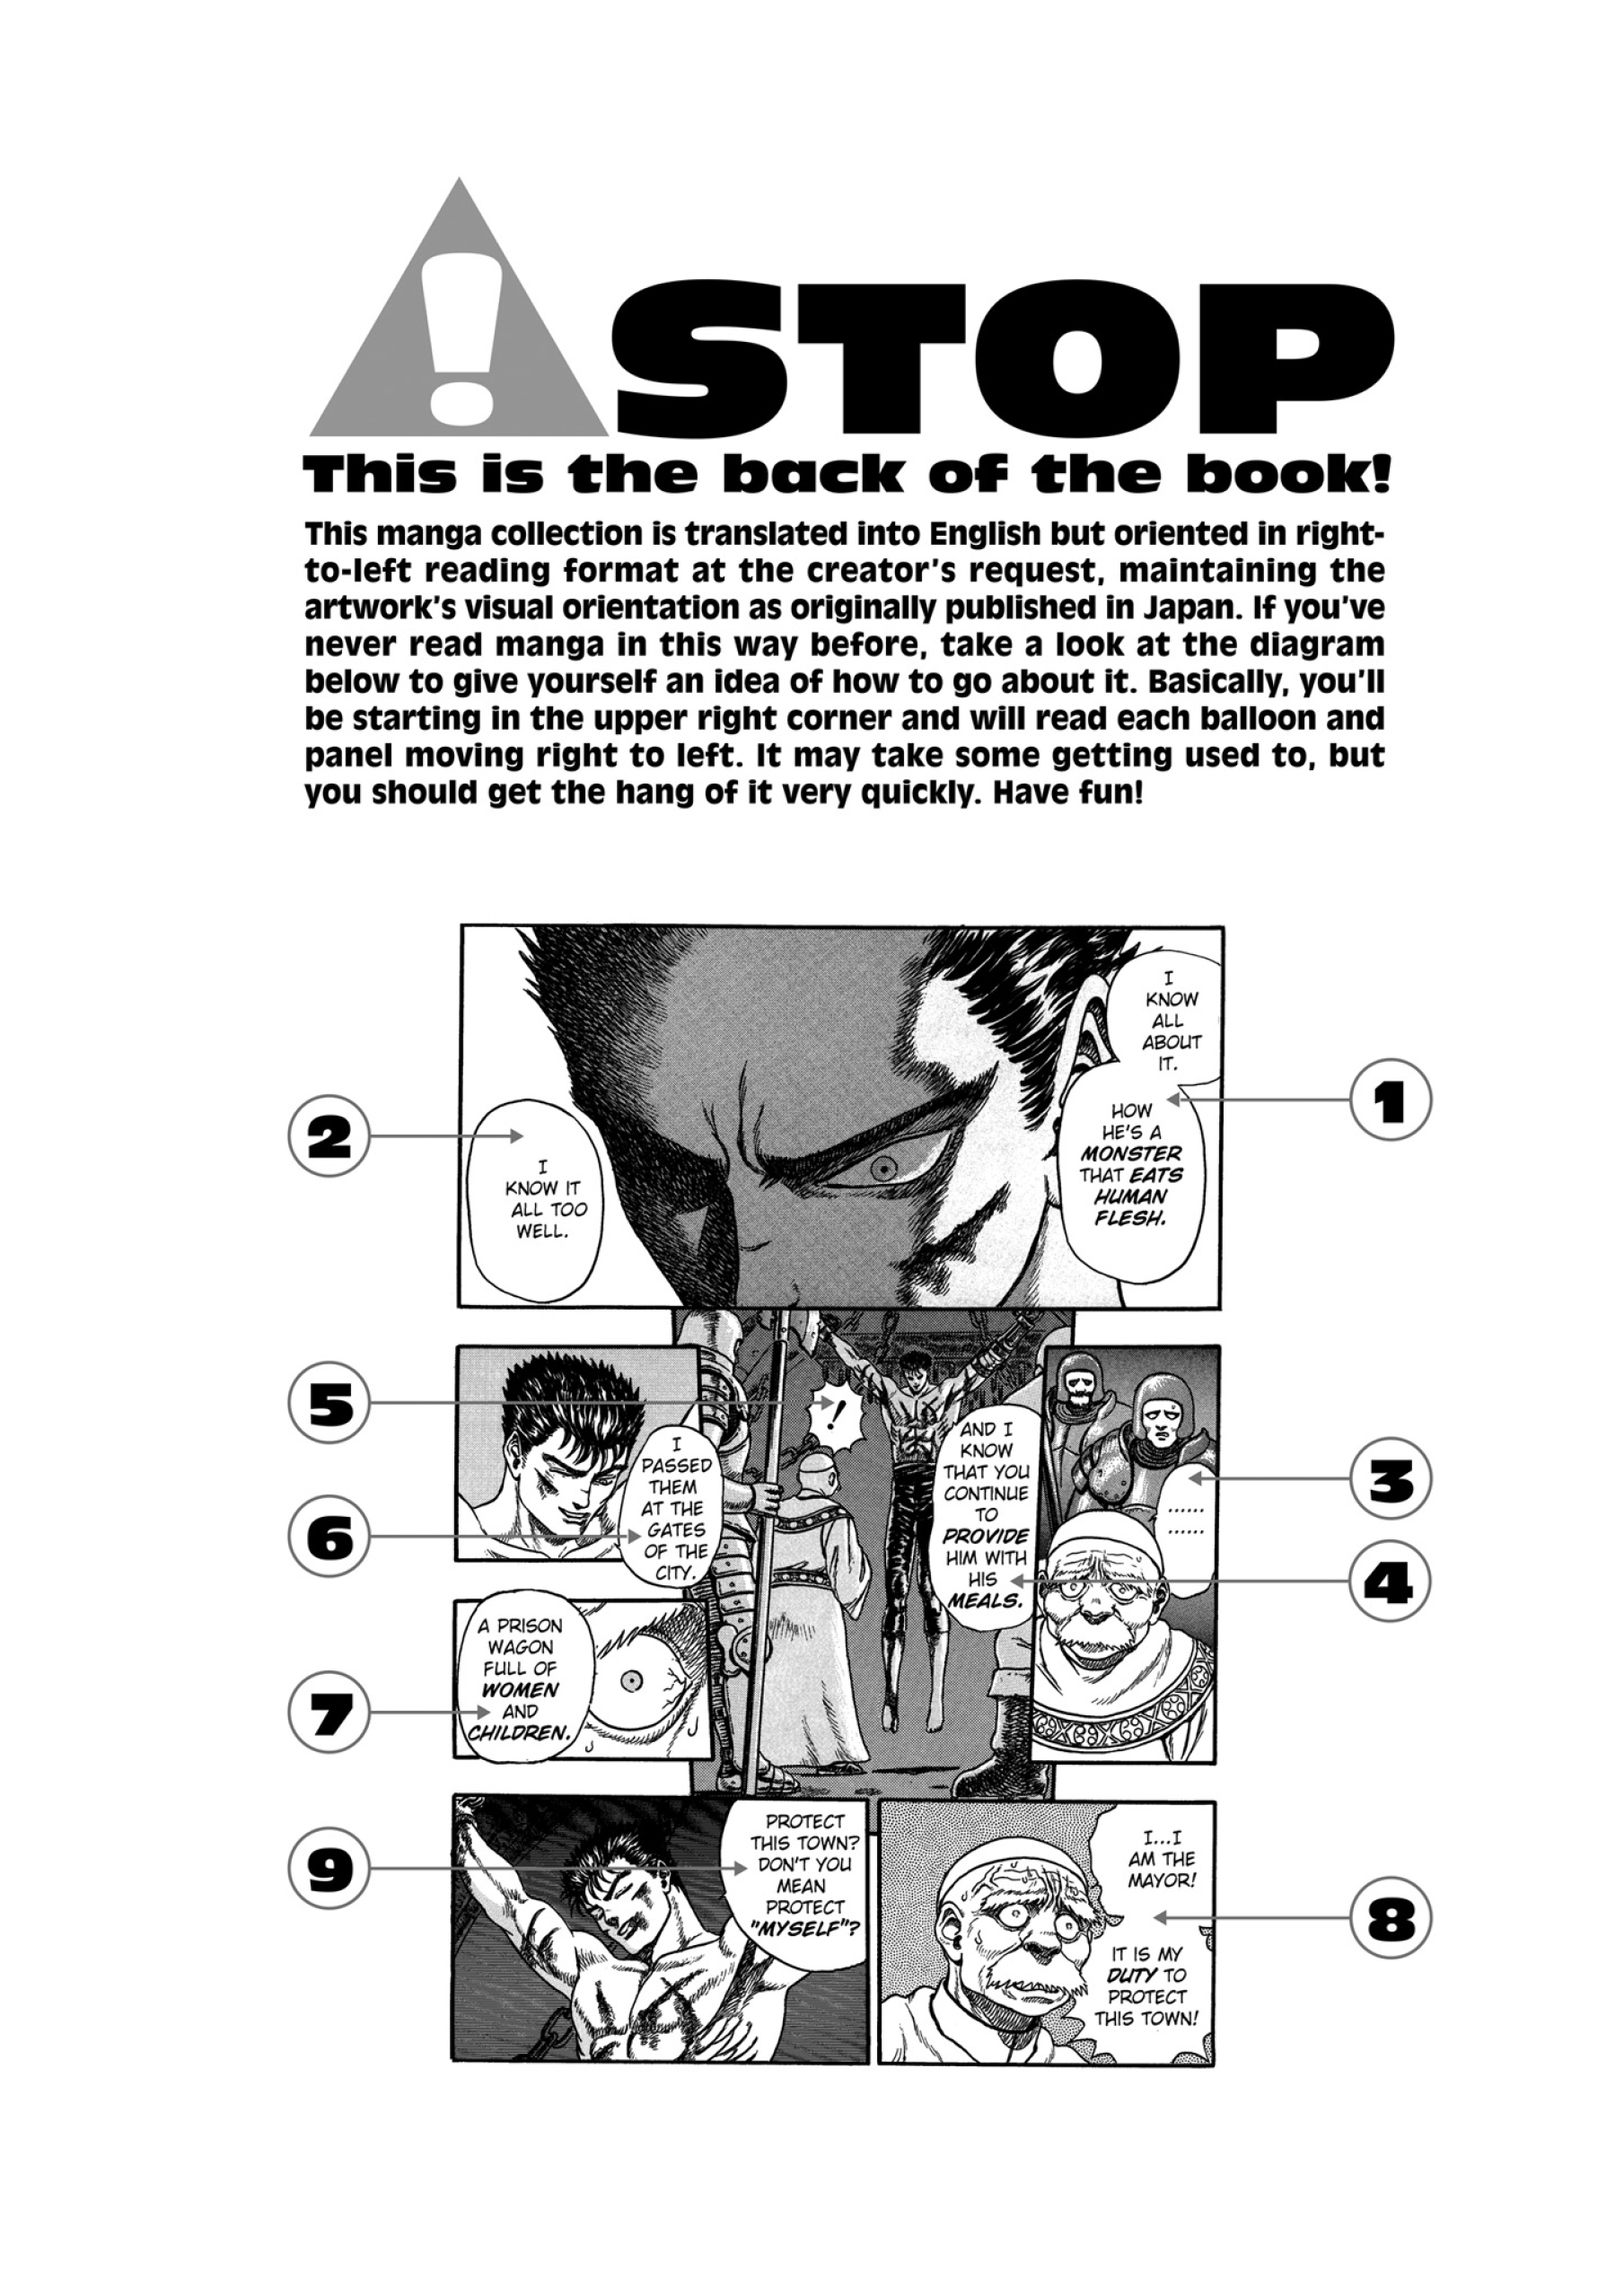 !
STOP
This is the back of the book!
This manga collection is translated into English but oriented in right-
to-left reading format at the creator's request, maintaining the
artwork's visual orientation as originally published in Japan. If you've
never read manga in this way before, take a look at the diagram
below to give yourself an idea of how to go about it. Basically, you'll
be starting in the upper right corner and will read each balloon and
panel moving right to left. It may take some getting used to, but
you should get the hang of it very quickly. Have fun!
1
I
KNOW
ALL
ABOUT
IT.
HOW
HE'S A
MONSTER
THAT EATS
HUMAN
FLESH.
2
I
KNOW IT
ALL TOO
WELL.
3
......
......
4
AND I
KNOW
THAT YOU
CONTINUE
TO
PROVIDE
HIM WITH
HIS
MEALS.
5
!
6
I
PASSED
THEM
AT THE
GATES
OF THE
CITY.
7
A PRISON
WAGON
FULL OF
WOMEN
AND
CHILDREN.
8
I...I
AM THE
MAYOR!
IT IS MY
DUTY TO
PROTECT
THIS TOWN!
9
PROTECT
THIS TOWN?
DON'T YOU
MEAN
PROTECT
"MYSELF"?